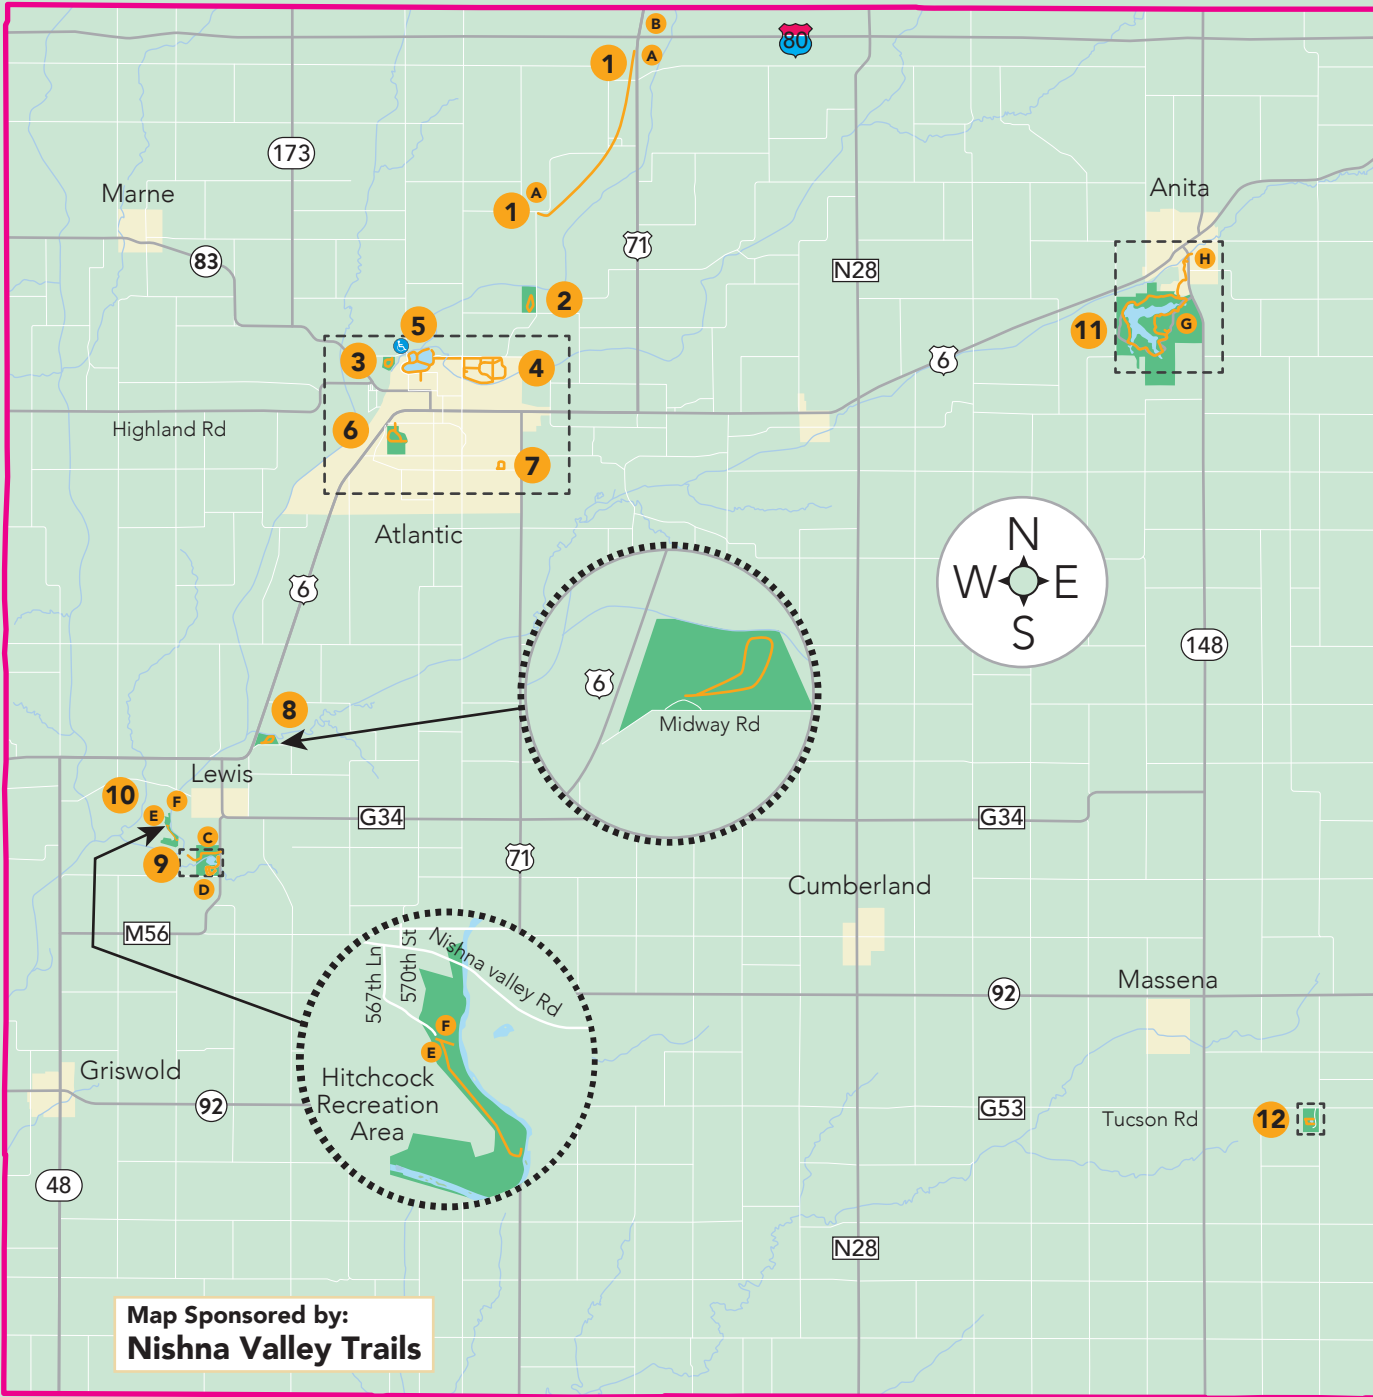 B
80
1
A
173
Marne
Anita
A
1
71
83
H
N28
2
5
G
11
3
4
6
Highland Rd
6
7
Atlantic
N
W E
S
6
148
6
8
Midway Rd
Lewis
10
F
E
G34
G34
C
9
71
D
Cumberland
M56
Nishna valley Rd
570th St
567th Ln
Massena
92
F
E
Griswold
Hitchcock
Recreation
Area
92
G53
Tucson Rd
12
48
N28
Map Sponsored by:
Nishna Valley Trails